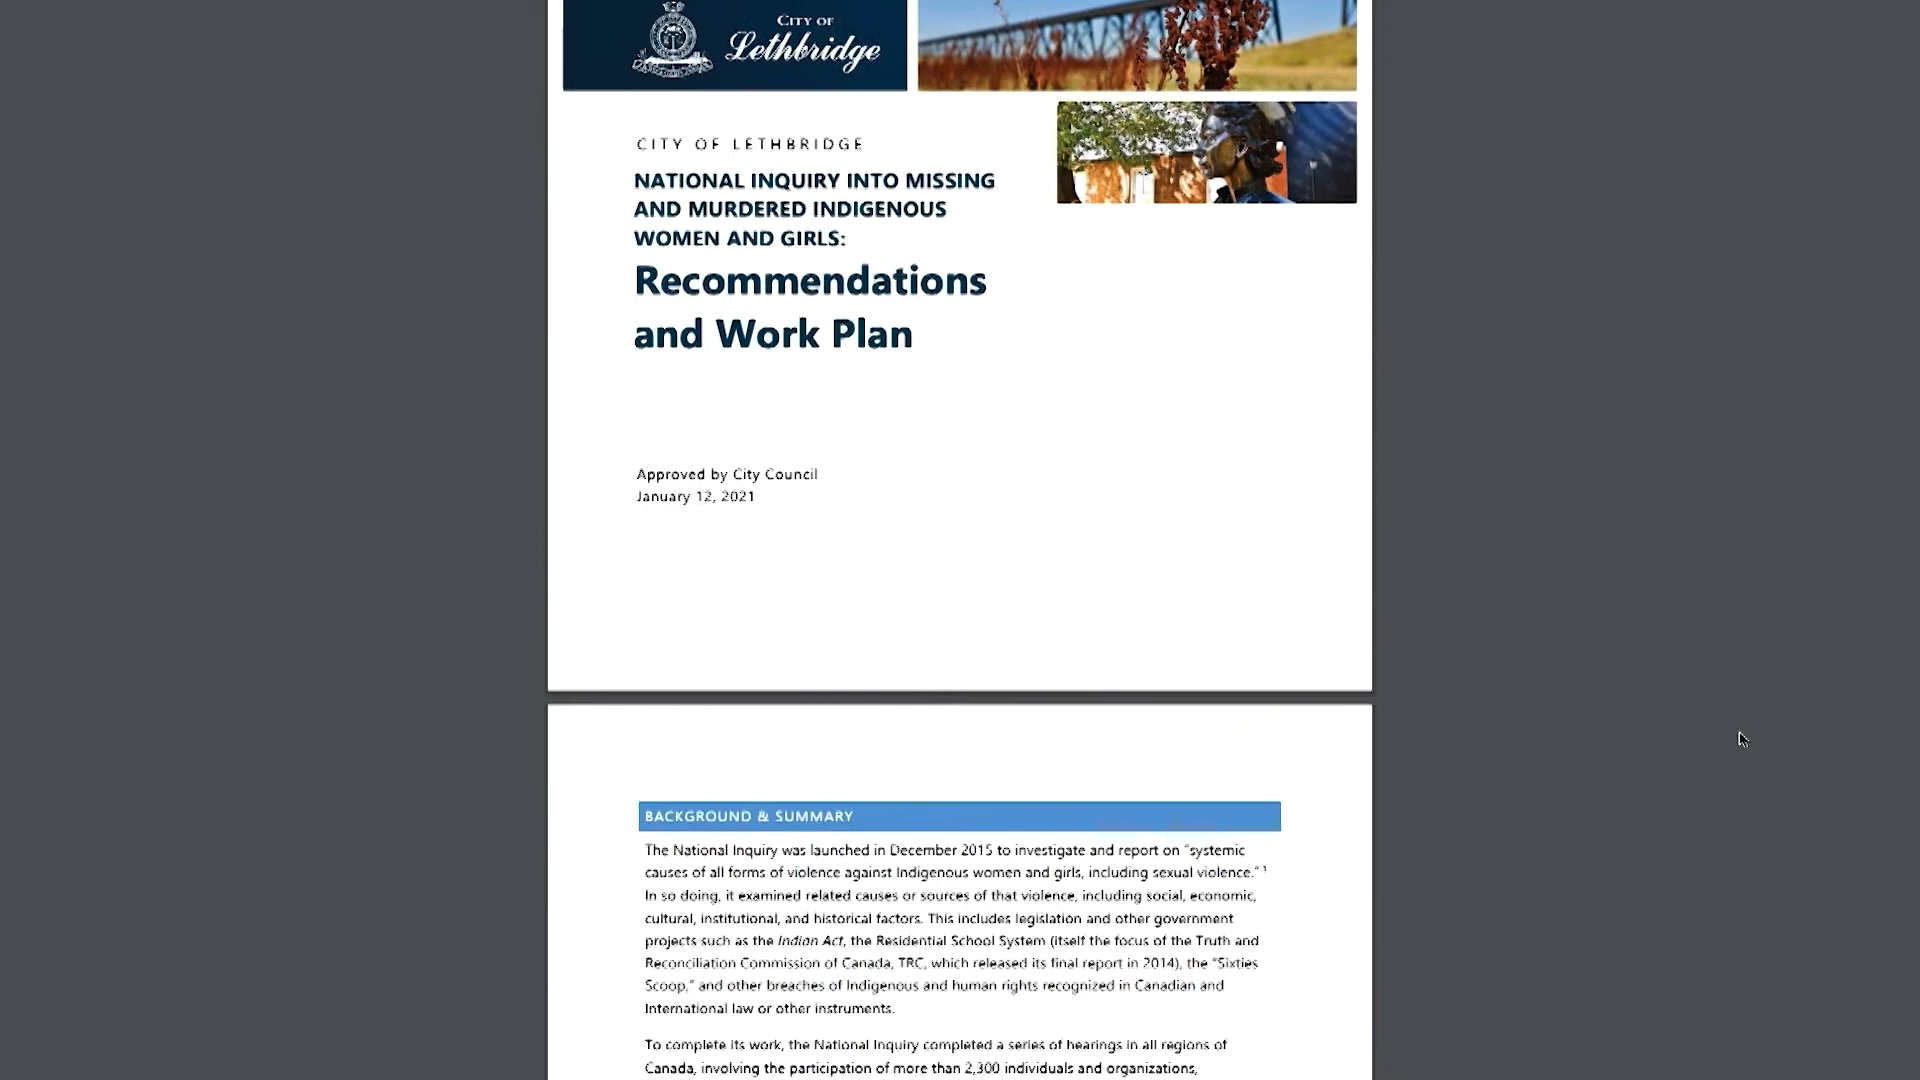 CITY OF
Lethbridge
CITY OF LETHBRIDGE
NATIONAL INQUIRY INTO MISSING
AND MURDERED INDIGENOUS
WOMEN AND GIRLS:
Recommendations
and Work Plan
Approved by City Council
January 12, 2021
BACKGROUND & SUMMARY
The National Inquiry was launched in December 2015 to investigate and report on “systemic
causes of all forms of violence against Indigenous women and girls, including sexual violence.” 1
In so doing, it examined related causes or sources of that violence, including social, economic,
cultural, institutional, and historical factors. This includes legislation and other government
projects such as the Indian Act, the Residential School System (itself the focus of the Truth and
Reconciliation Commission of Canada, TRC, which released its final report in 2014), the “Sixties
Scoop,” and other breaches of Indigenous and human rights recognized in Canadian and
International law or other instruments.
To complete its work, the National Inquiry completed a series of hearings in all regions of
Canada, involving the participation of more than 2,300 individuals and organizations,